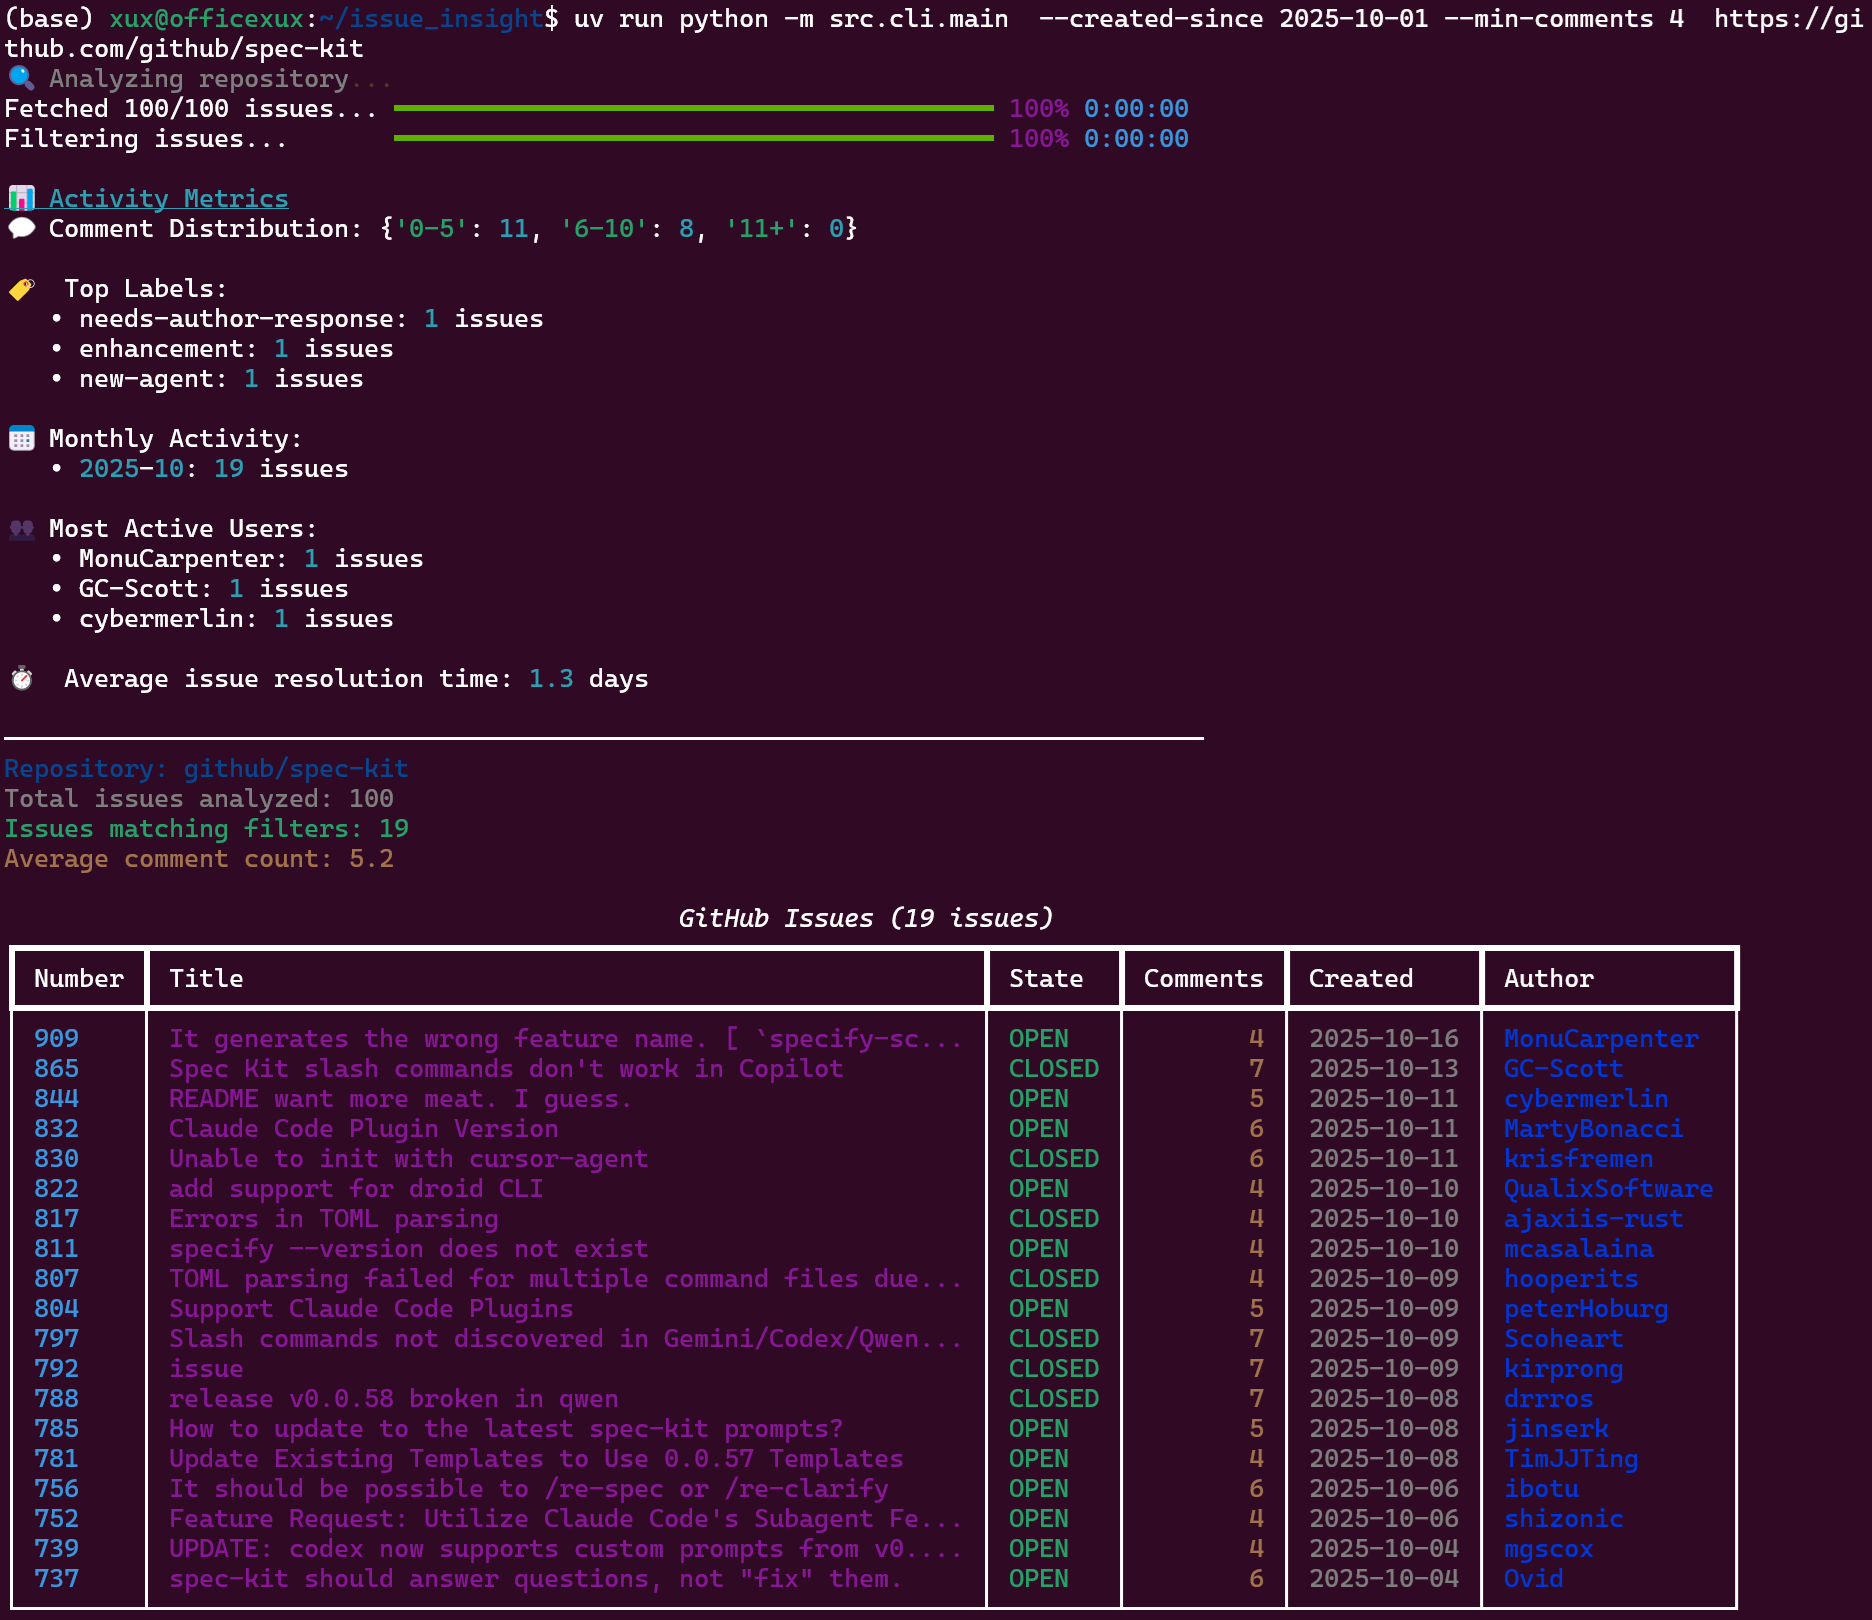 (base) xux@officexux:~/issue_insight$ uv run python -m src.cli.main  --created-since 2025-10-01 --min-comments 4  https://gi
thub.com/github/spec-kit
Analyzing repository...
Fetched 100/100 issues... 100% 0:00:00
Filtering issues... 100% 0:00:00
Activity Metrics
Comment Distribution: {'0-5': 11, '6-10': 8, '11+': 0}
Top Labels:
• needs-author-response: 1 issues
• enhancement: 1 issues
• new-agent: 1 issues
Monthly Activity:
• 2025-10: 19 issues
Most Active Users:
• MonuCarpenter: 1 issues
• GC-Scott: 1 issues
• cybermerlin: 1 issues
Average issue resolution time: 1.3 days
Repository: github/spec-kit
Total issues analyzed: 100
Issues matching filters: 19
Average comment count: 5.2
GitHub Issues (19 issues)
Number Title State Comments Created Author
909 It generates the wrong feature name. [ `specify-sc... OPEN 4 2025-10-16 MonuCarpenter
865 Spec Kit slash commands don't work in Copilot CLOSED 7 2025-10-13 GC-Scott
844 README want more meat. I guess. OPEN 5 2025-10-11 cybermerlin
832 Claude Code Plugin Version OPEN 6 2025-10-11 MartyBonacci
830 Unable to init with cursor-agent CLOSED 6 2025-10-11 krisfremen
822 add support for droid CLI OPEN 4 2025-10-10 QualixSoftware
817 Errors in TOML parsing CLOSED 4 2025-10-10 ajaxiis-rust
811 specify --version does not exist OPEN 4 2025-10-10 mcasalaina
807 TOML parsing failed for multiple command files due... CLOSED 4 2025-10-09 hooperits
804 Support Claude Code Plugins OPEN 5 2025-10-09 peterHoburg
797 Slash commands not discovered in Gemini/Codex/Qwen... CLOSED 7 2025-10-09 Scoheart
792 issue CLOSED 7 2025-10-09 kirprong
788 release v0.0.58 broken in qwen CLOSED 7 2025-10-08 drrros
785 How to update to the latest spec-kit prompts? OPEN 5 2025-10-08 jinserk
781 Update Existing Templates to Use 0.0.57 Templates OPEN 4 2025-10-08 TimJJTing
756 It should be possible to /re-spec or /re-clarify OPEN 6 2025-10-06 ibotu
752 Feature Request: Utilize Claude Code's Subagent Fe... OPEN 4 2025-10-06 shizonic
739 UPDATE: codex now supports custom prompts from v0.... OPEN 4 2025-10-04 mgscox
737 spec-kit should answer questions, not "fix" them. OPEN 6 2025-10-04 Ovid